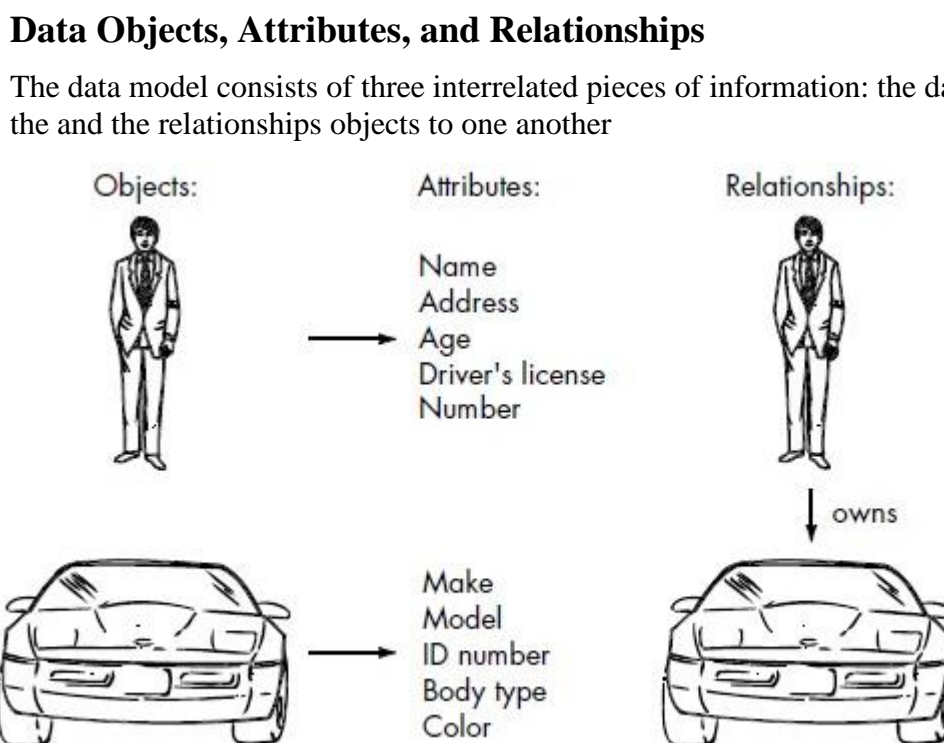 Data Objects, Attributes, and Relationships
The data model consists of three interrelated pieces of information: the da
the and the relationships objects to one another
Objects:
Attributes:
Relationships:
Name
Address
Age
Driver's license
Number
owns
Make
Model
ID number
Body type
Color